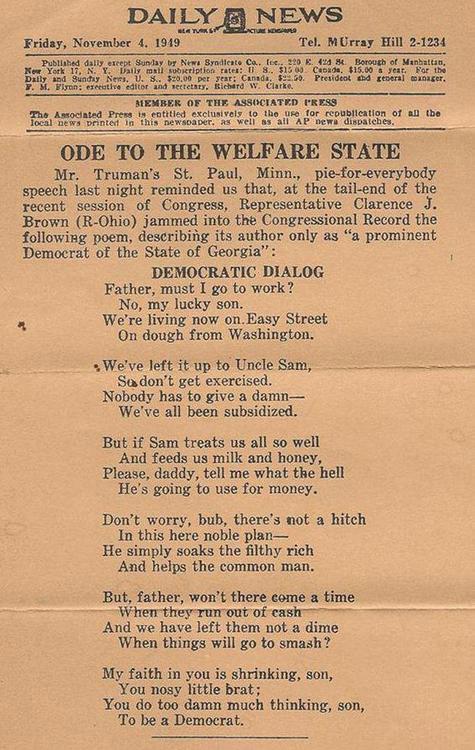 DAILY NEWS
NEW YORK'S PICTURE NEWSPAPER
Friday, November 4, 1949 Tel. MUrray Hill 2-1234
Published daily except Sunday by News Syndicate Co., Inc., 220 E. 42d St. Borough of Manhattan,
New York 17, N. Y. Daily mail subscription rates: U. S., $15.00. Canada, $15.00 a year. For the
Daily and Sunday News, U. S., $20.00 per year; Canada, $22.50. President and general manager,
F. M. Flynn; executive editor and secretary, Richard W. Clarke.
MEMBER OF THE ASSOCIATED PRESS
The Associated Press is entitled exclusively to the use for republication of all the
local news printed in this newspaper, as well as all AP news dispatches.
ODE TO THE WELFARE STATE
Mr. Truman's St. Paul, Minn., pie-for-everybody
speech last night reminded us that, at the tail-end of the
recent session of Congress, Representative Clarence J.
Brown (R-Ohio) jammed into the Congressional Record the
following poem, describing its author only as "a prominent
Democrat of the State of Georgia":
DEMOCRATIC DIALOG
Father, must I go to work?
No, my lucky son.
We're living now on Easy Street
On dough from Washington.
We've left it up to Uncle Sam,
So don't get exercised.
Nobody has to give a damn—
We've all been subsidized.
But if Sam treats us all so well
And feeds us milk and honey,
Please, daddy, tell me what the hell
He's going to use for money.
Don't worry, bub, there's not a hitch
In this here noble plan—
He simply soaks the filthy rich
And helps the common man.
But, father, won't there come a time
When they run out of cash
And we have left them not a dime
When things will go to smash?
My faith in you is shrinking, son,
You nosy little brat;
You do too damn much thinking, son,
To be a Democrat.